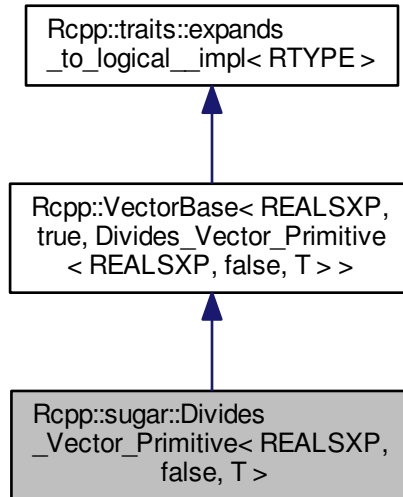 Rcpp::traits::expands
_to_logical__impl< RTYPE >
Rcpp::VectorBase< REALSXP,
true, Divides_Vector_Primitive
< REALSXP, false, T > >
Rcpp::sugar::Divides
_Vector_Primitive< REALSXP,
false, T >